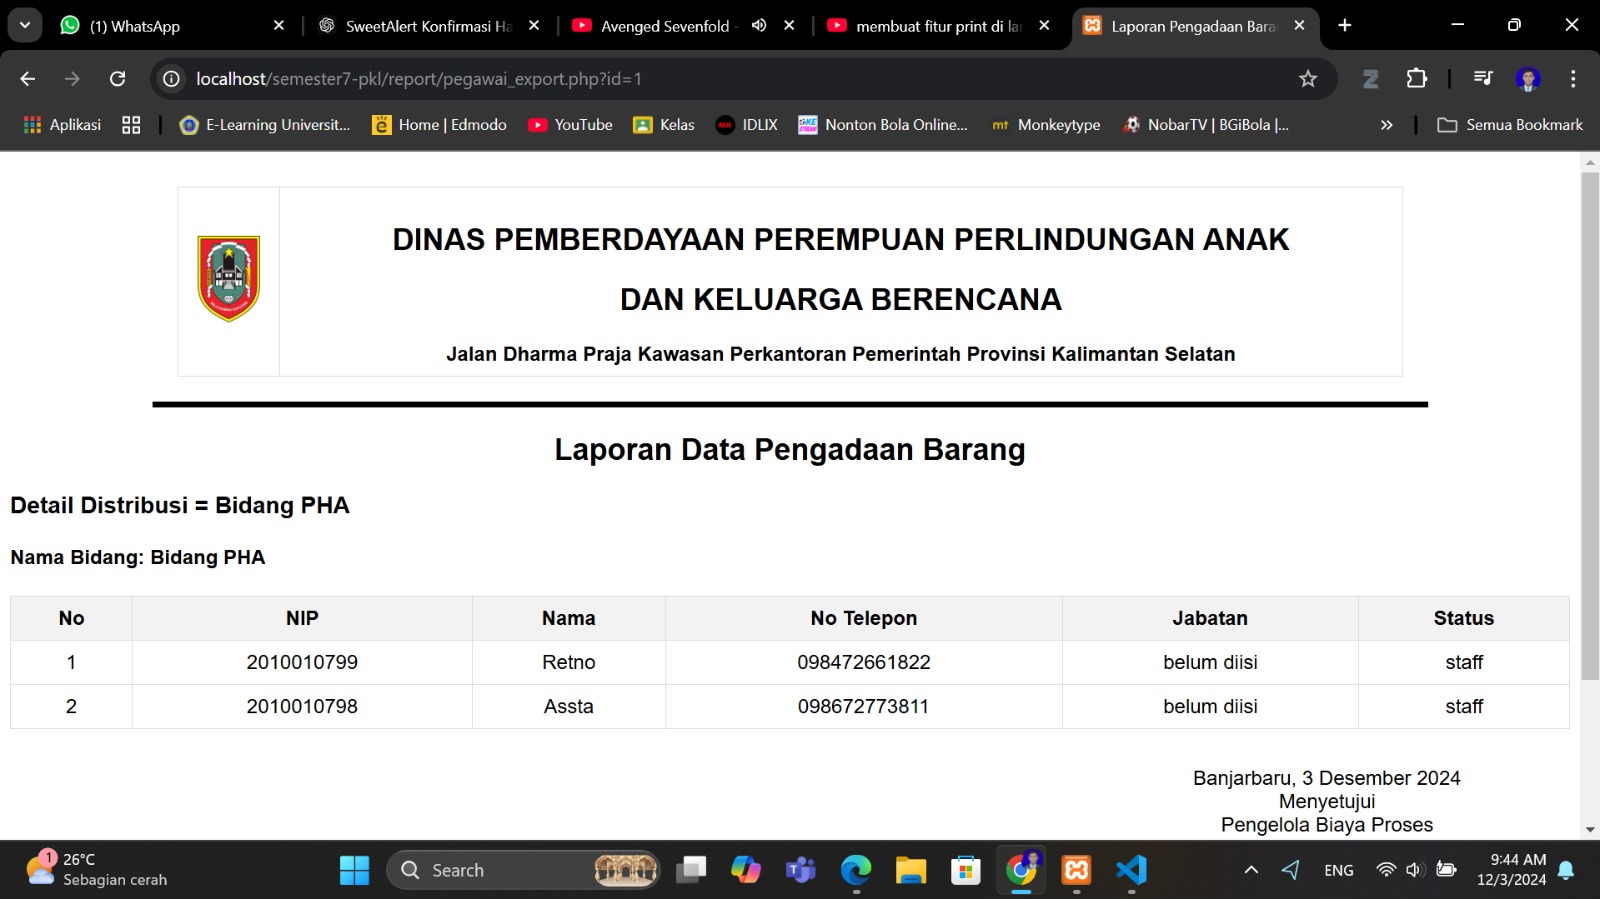 (1) WhatsApp
SweetAlert Konfirmasi Ha
Avenged Sevenfold -
membuat fitur print di la
Laporan Pengadaan Bara
localhost/semester7-pkl/report/pegawai_export.php?id=1
Aplikasi
E-Learning Universit...
Home | Edmodo
YouTube
Kelas
IDLIX
Nonton Bola Online...
mt Monkeytype
NobarTV | BGiBola |...
»
Semua Bookmark
DINAS PEMBERDAYAAN PEREMPUAN PERLINDUNGAN ANAK
DAN KELUARGA BERENCANA
Jalan Dharma Praja Kawasan Perkantoran Pemerintah Provinsi Kalimantan Selatan
Laporan Data Pengadaan Barang
Detail Distribusi = Bidang PHA
Nama Bidang: Bidang PHA
No NIP Nama No Telepon Jabatan Status
1 2010010799 Retno 098472661822 belum diisi staff
2 2010010798 Assta 098672773811 belum diisi staff
Banjarbaru, 3 Desember 2024
Menyetujui
Pengelola Biaya Proses
1
26°C
Sebagian cerah
Search
ENG
9:44 AM
12/3/2024